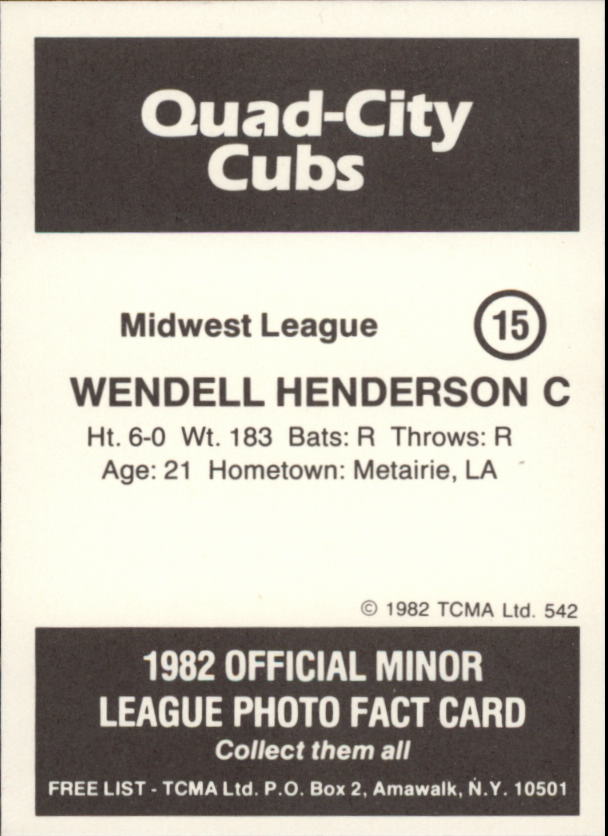 Quad-City
Cubs
Midwest League
15
WENDELL HENDERSON C
Ht. 6-0 Wt. 183 Bats: R Throws: R
Age: 21 Hometown: Metairie, LA
© 1982 TCMA Ltd. 542
1982 OFFICIAL MINOR
LEAGUE PHOTO FACT CARD
Collect them all
FREE LIST - TCMA Ltd. P.O. Box 2, Amawalk, N.Y. 10501